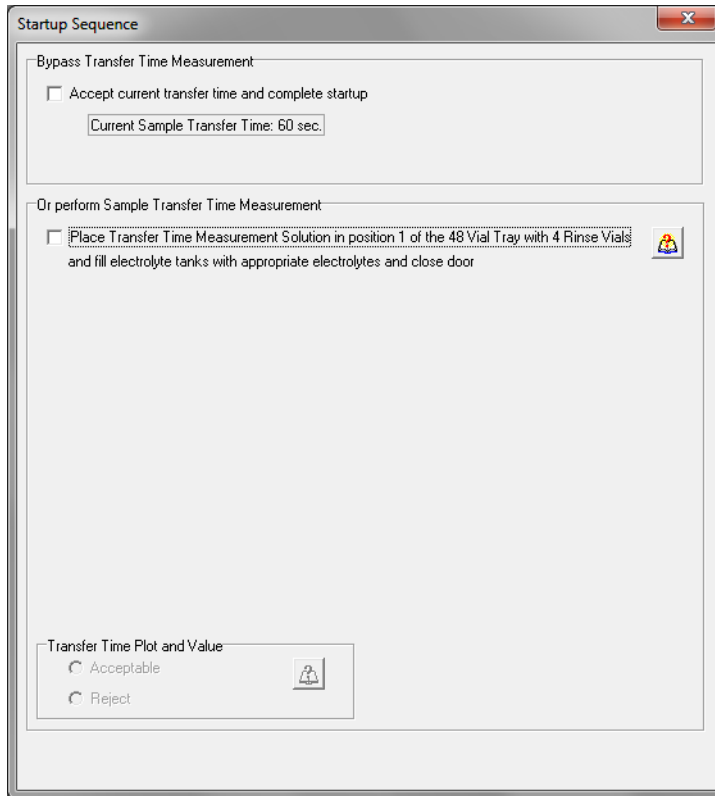 Startup Sequence
Bypass Transfer Time Measurement
Accept current transfer time and complete startup
Current Sample Transfer Time: 60 sec.
Or perform Sample Transfer Time Measurement
Place Transfer Time Measurement Solution in position 1 of the 48 Vial Tray with 4 Rinse Vials
and fill electrolyte tanks with appropriate electrolytes and close door
Transfer Time Plot and Value
Acceptable
Reject